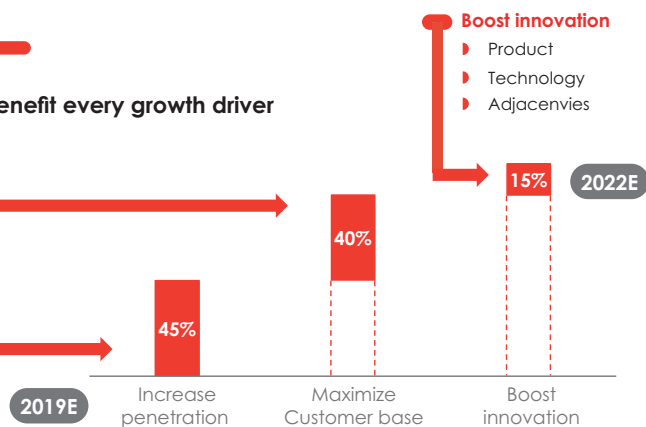 Boost innovation
Product
Technology
Adjacenvies
enefit every growth driver
15%
2022E
40%
45%
2019E
Increase
penetration
Maximize
Customer base
Boost
innovation